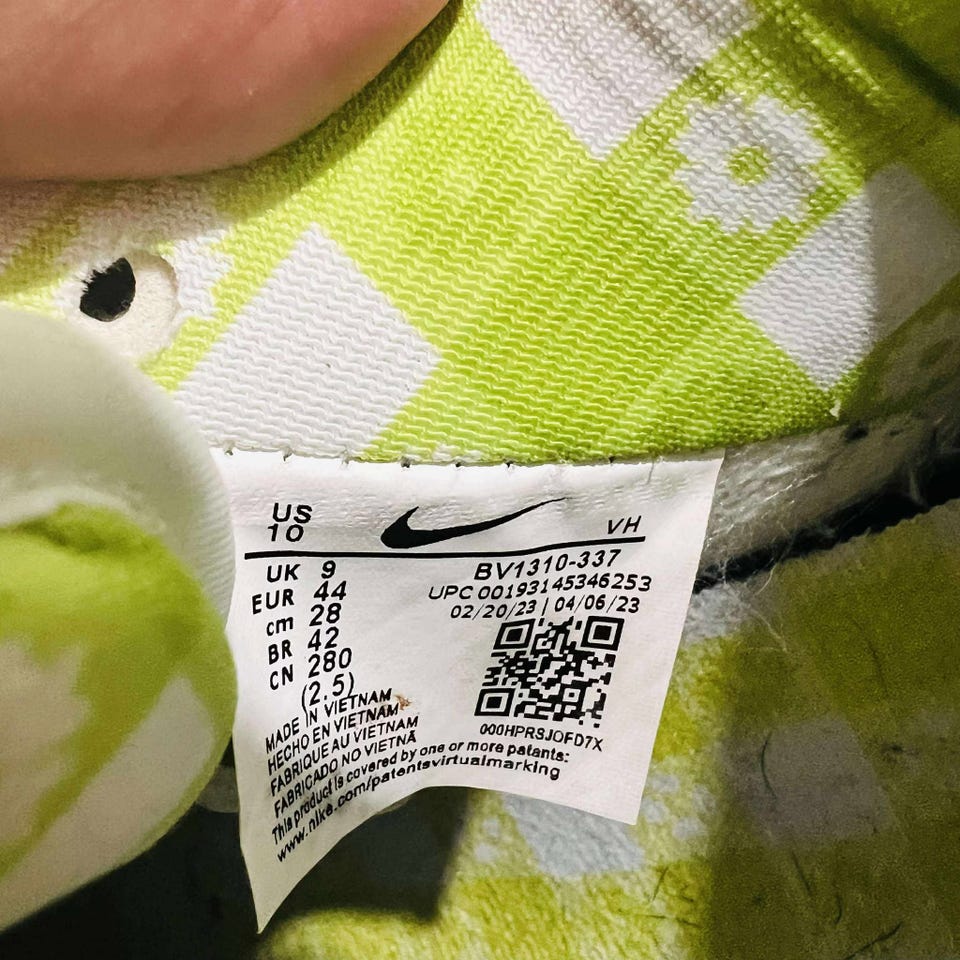 US
10
VH
UK 9
EUR 44
cm 28
BR 42
CN 280
(2.5)
BV1310-337
UPC 00193145346253
02/20/23 | 04/06/23
000HPRSJOFD7X
MADE IN VIETNAM
HECHO EN VIETNAM
FABRIQUE AU VIETNAM
FABRICADO NO VIETNÃ
This product is covered by one or more patents:
www.nike.com/patentsvirtualmarking